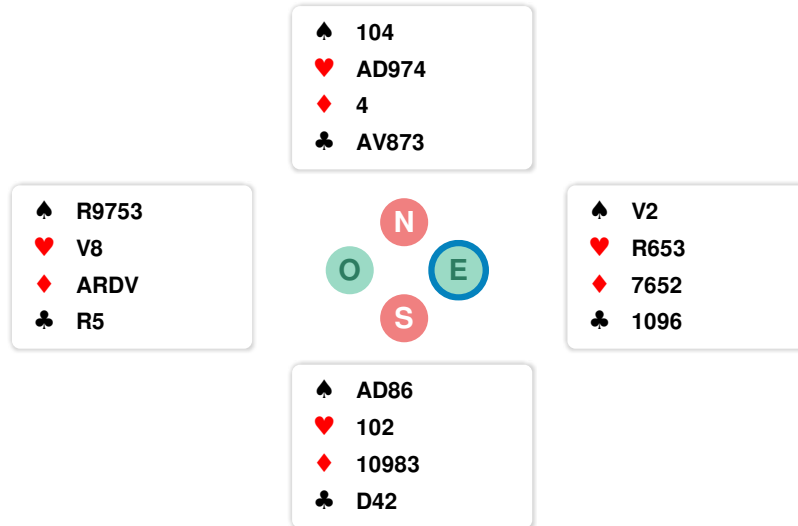 ♠ 104
♥ AD974
♦ 4
♣ AV873
♠ R9753
♥ V8
♦ ARDV
♣ R5
N
O E
S
♠ V2
♥ R653
♦ 7652
♣ 1096
♠ AD86
♥ 102
♦ 10983
♣ D42